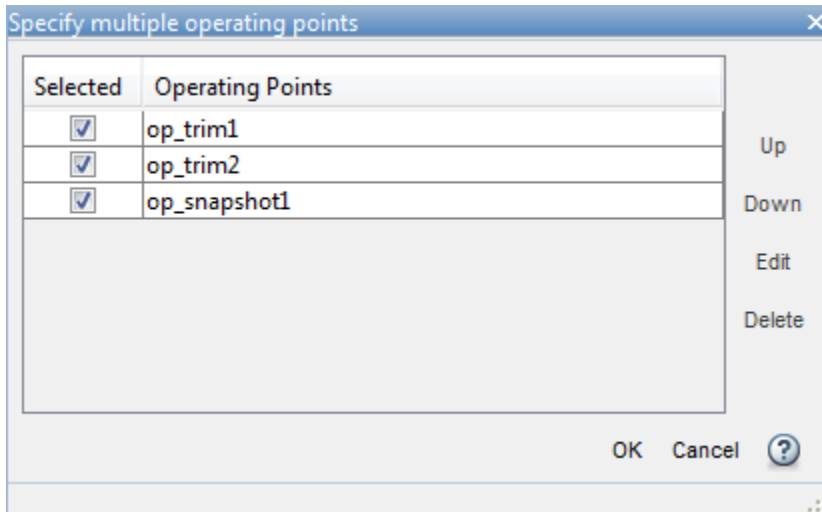 Specify multiple operating points
Selected Operating Points
op_trim1
op_trim2
op_snapshot1
Up
Down
Edit
Delete
OK Cancel ?